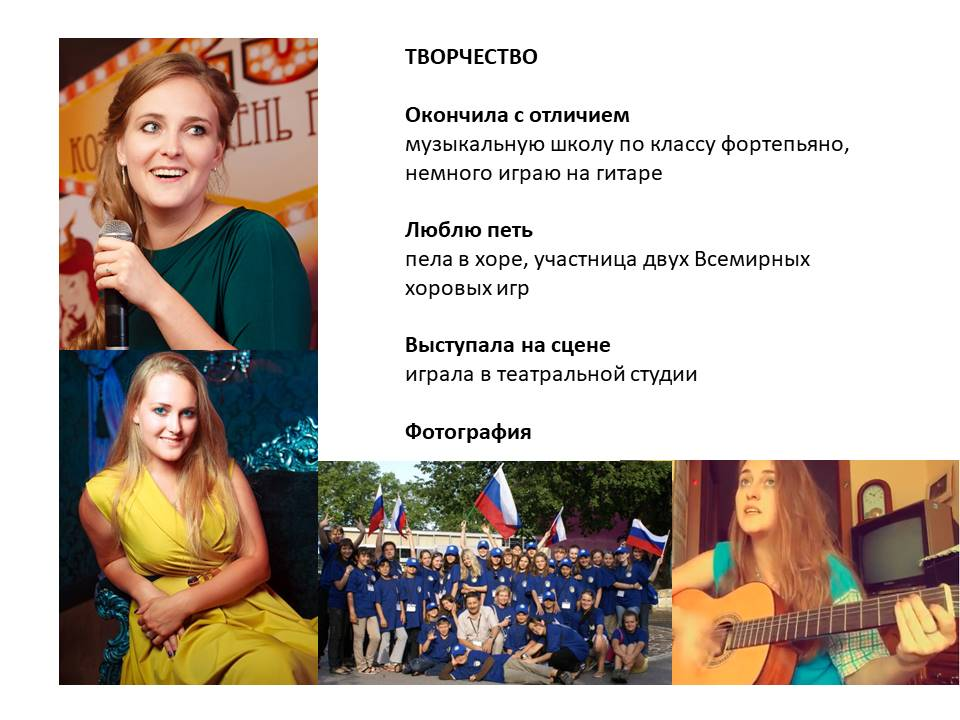 ТВОРЧЕСТВО
Окончила с отличием
музыкальную школу по классу фортепьяно,
немного играю на гитаре
Люблю петь
пела в хоре, участница двух Всемирных
хоровых игр
Выступала на сцене
играла в театральной студии
Фотография